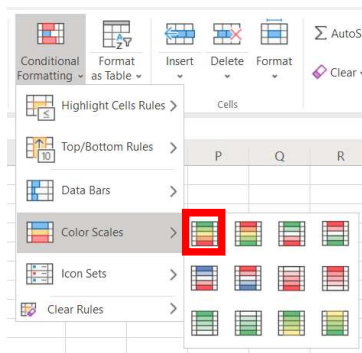 Conditional Formatting
Format as Table
Insert
Delete
Format
∑ AutoS
Clear
Cells
Highlight Cells Rules
Top/Bottom Rules
10
Data Bars
Color Scales
Icon Sets
Clear Rules
P Q R